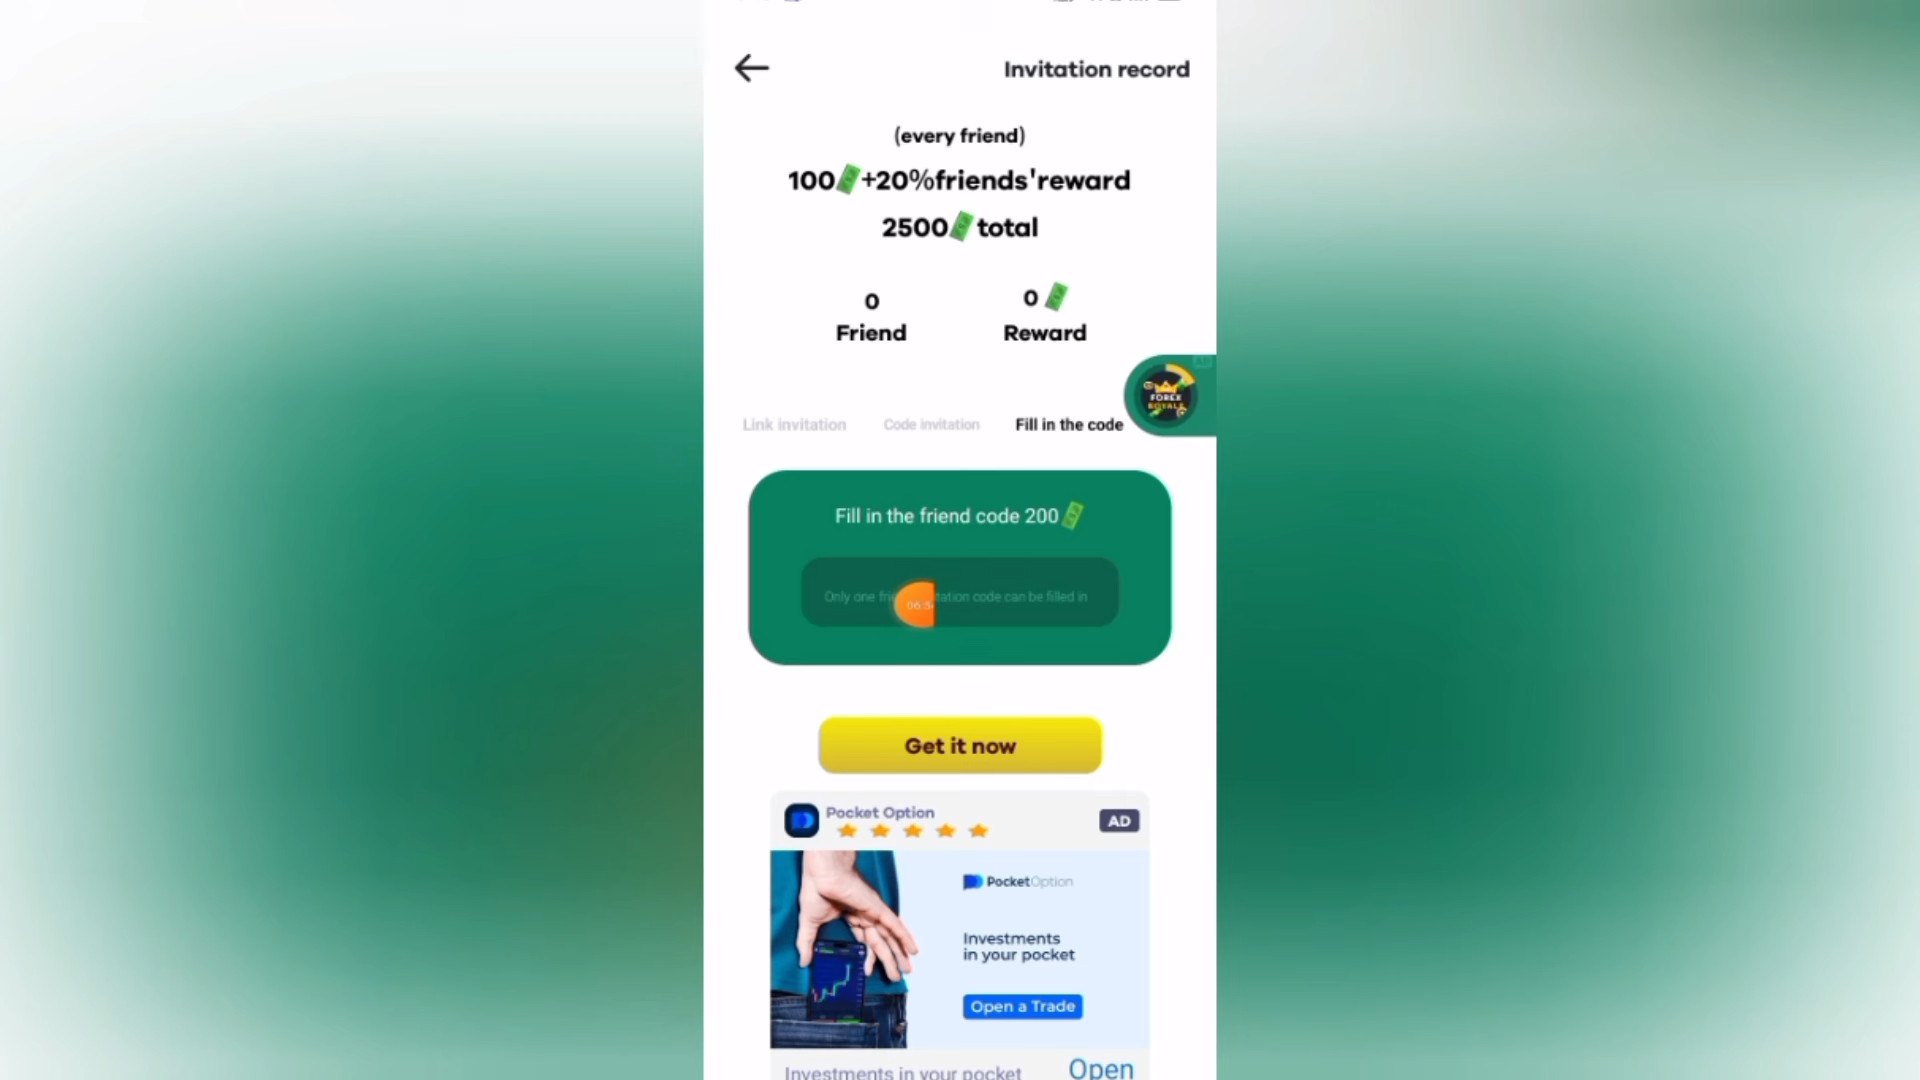 Invitation record
(every friend)
100+20%friends'reward
2500 total
0
Friend
0
Reward
FOREX
ROYALE
Link invitation
Code invitation
Fill in the code
Fill in the friend code 200
Only one itation code can be filled in
Get it now
Pocket Option
AD
PocketOption
Investments
in your pocket
Open a Trade
Investments in your pocket
Open